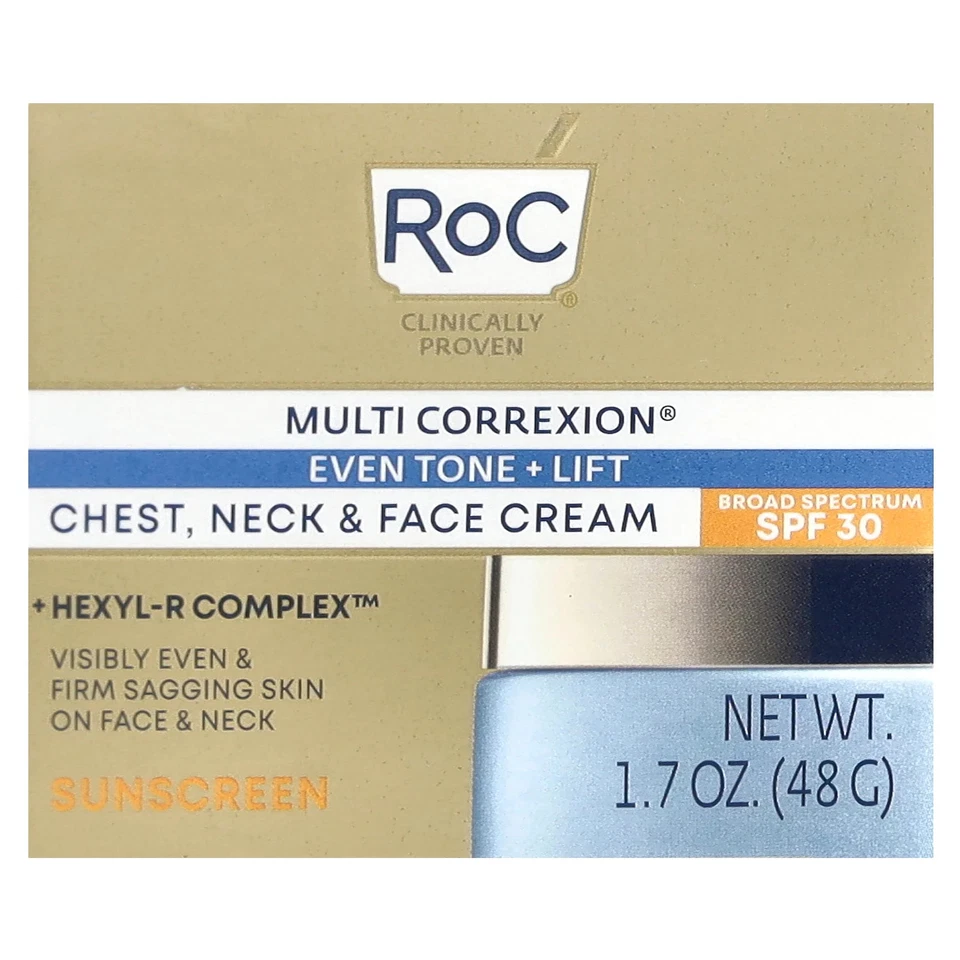 RoC®
CLINICALLY
PROVEN
MULTI CORREXION®
EVEN TONE + LIFT
CHEST, NECK & FACE CREAM
BROAD SPECTRUM
SPF 30
+ HEXYL-R COMPLEX™
VISIBLY EVEN &
FIRM SAGGING SKIN
ON FACE & NECK
SUNSCREEN
NET WT.
1.7 OZ. (48 G)